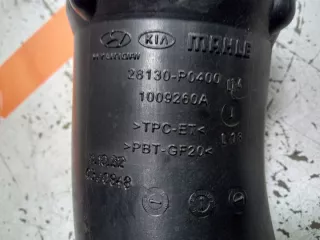 HYUNDAI KIA MAHLE
28130-P0400
1009260A
>TPC-ET<
>PBT-GF20<